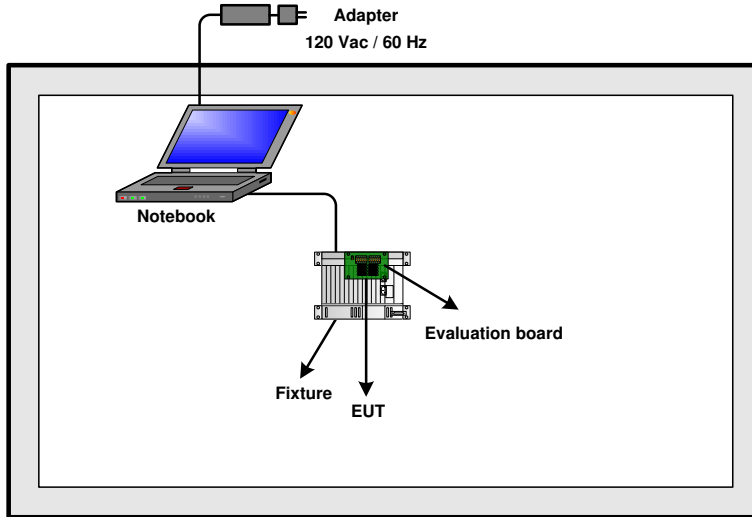 Adapter
120 Vac / 60 Hz
Notebook
Evaluation board
Fixture
EUT